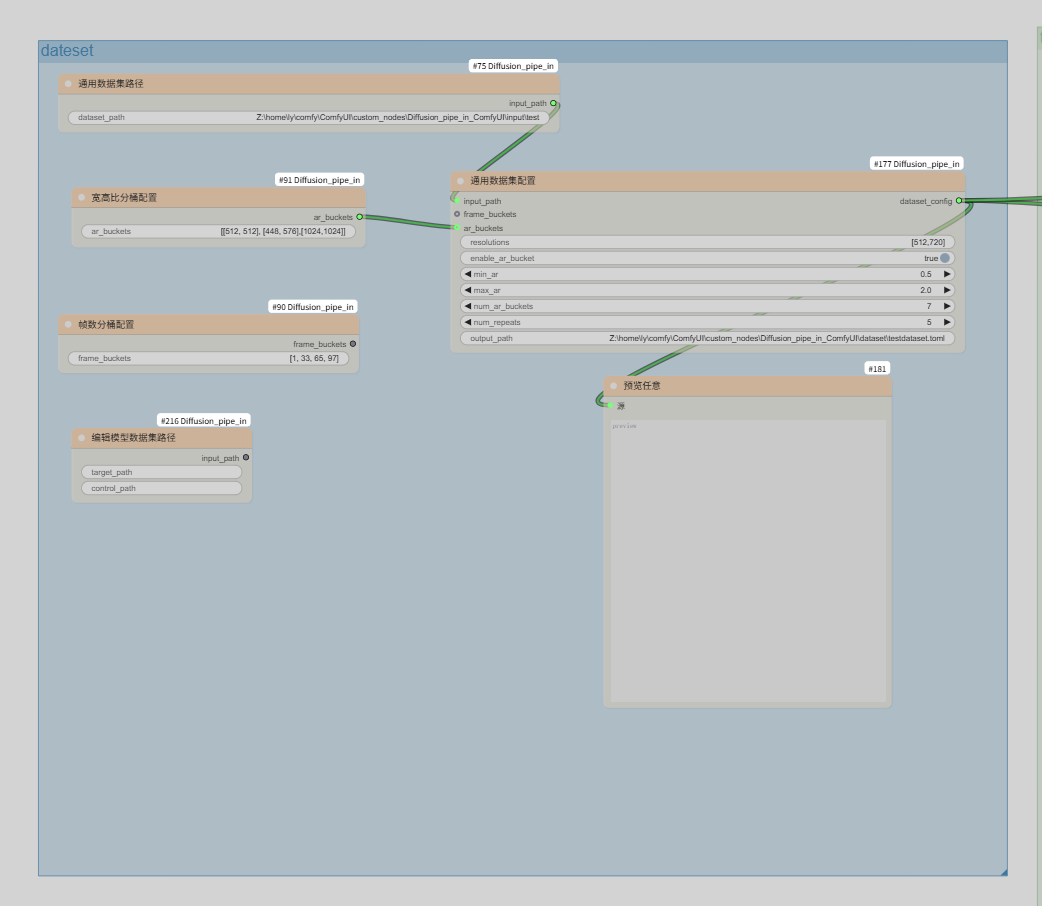 dateset
#75 Diffusion_pipe_in
通用数据集路径
input_path
dataset_path Z:\home\ly\comfy\ComfyUI\custom_nodes\Diffusion_pipe_in_ComfyUI\input\test
#91 Diffusion_pipe_in
宽高比分桶配置
ar_buckets
ar_buckets [[512, 512], [448, 576],[1024,1024]]
#177 Diffusion_pipe_in
通用数据集配置
input_path dataset_config
frame_buckets
ar_buckets
resolutions [512,720]
enable_ar_bucket true
min_ar 0.5
max_ar 2.0
num_ar_buckets 7
num_repeats 5
output_path Z:\home\ly\comfy\ComfyUI\custom_nodes\Diffusion_pipe_in_ComfyUI\dataset\testdataset.toml
#90 Diffusion_pipe_in
帧数分桶配置
frame_buckets
frame_buckets [1, 33, 65, 97]
#181
预览任意
源
preview
#216 Diffusion_pipe_in
编辑模型数据集路径
input_path
target_path
control_path